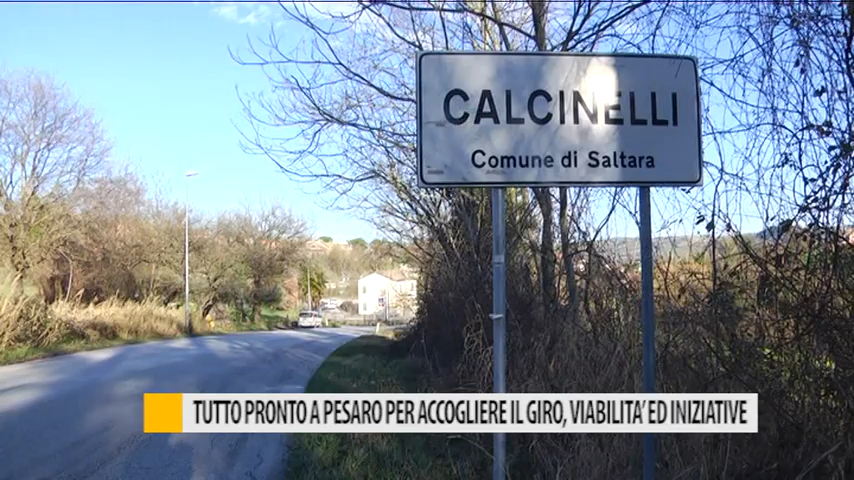 CALCINELLI
Comune di Saltara
TUTTO PRONTO A PESARO PER ACCOGLIERE IL GIRO, VIABILITA' ED INIZIATIVE